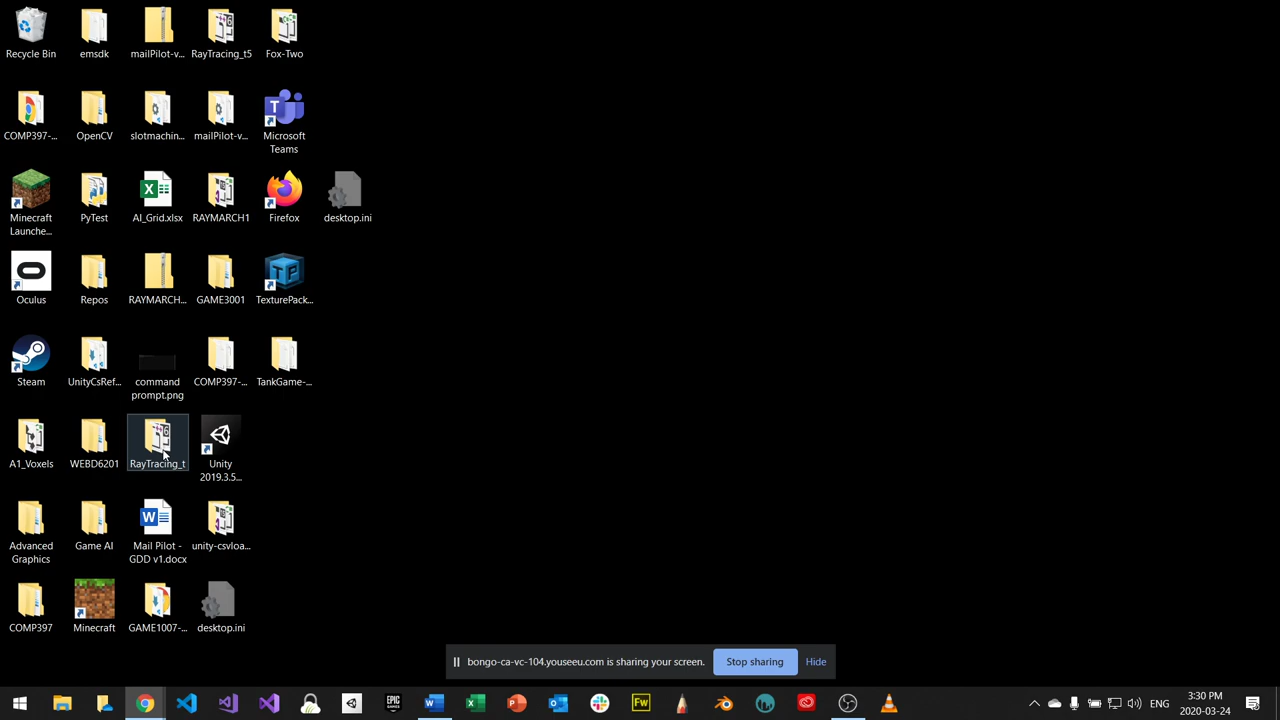 Recycle Bin
emsdk
mailPilot-v...
RayTracing_t5
Fox-Two
COMP397-...
OpenCV
slotmachin...
mailPilot-v...
Microsoft
Teams
Minecraft
Launche...
PyTest
AI_Grid.xlsx
RAYMARCH1
Firefox
desktop.ini
Oculus
Repos
RAYMARCH...
GAME3001
TexturePack...
Steam
UnityCsRef...
command
prompt.png
COMP397-...
TankGame-...
A1_Voxels
WEBD6201
RayTracing_t
Unity
2019.3.5...
Advanced
Graphics
Game AI
Mail Pilot -
GDD v1.docx
unity-csvloa...
COMP397
Minecraft
GAME1007-...
desktop.ini
bongo-ca-vc-104.youseeu.com is sharing your screen.
Stop sharing
Hide
ENG
3:30 PM
2020-03-24